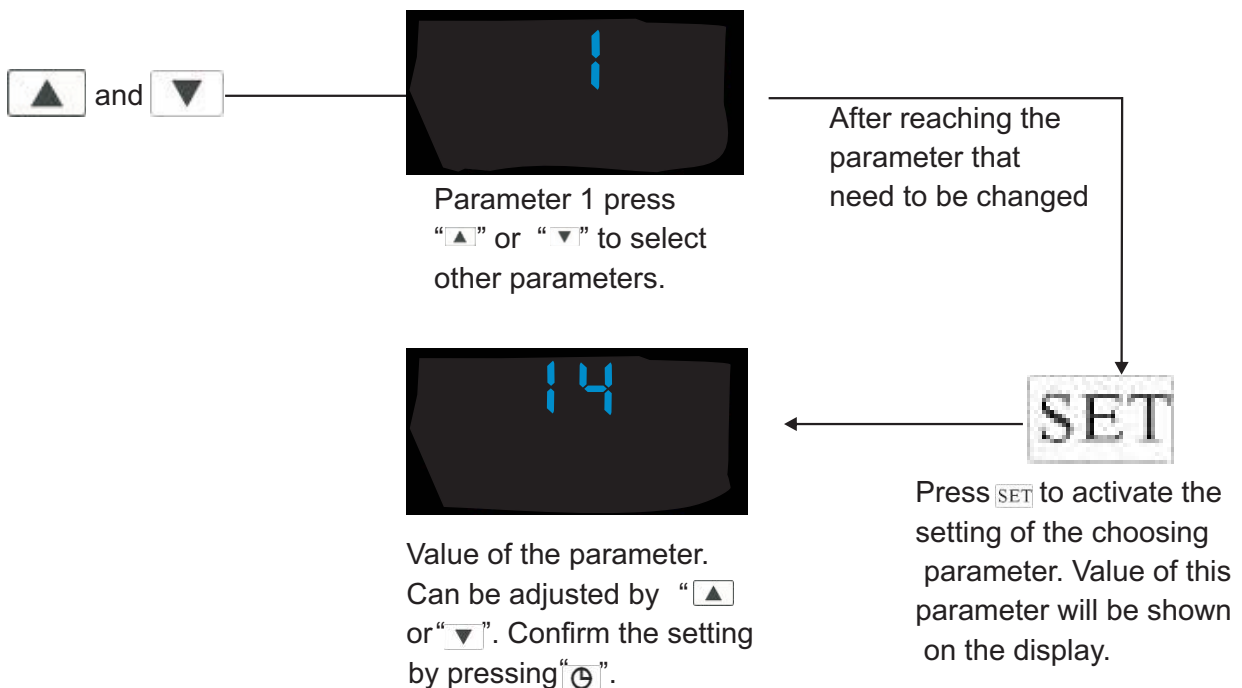 ▲ and ▼
1
After reaching the
parameter that
need to be changed
Parameter 1 press
“▲” or “▼” to select
other parameters.
14
SET
Press SET to activate the
setting of the choosing
parameter. Value of this
parameter will be shown
on the display.
Value of the parameter.
Can be adjusted by “▲
or“▼”. Confirm the setting
by pressing“◷”.